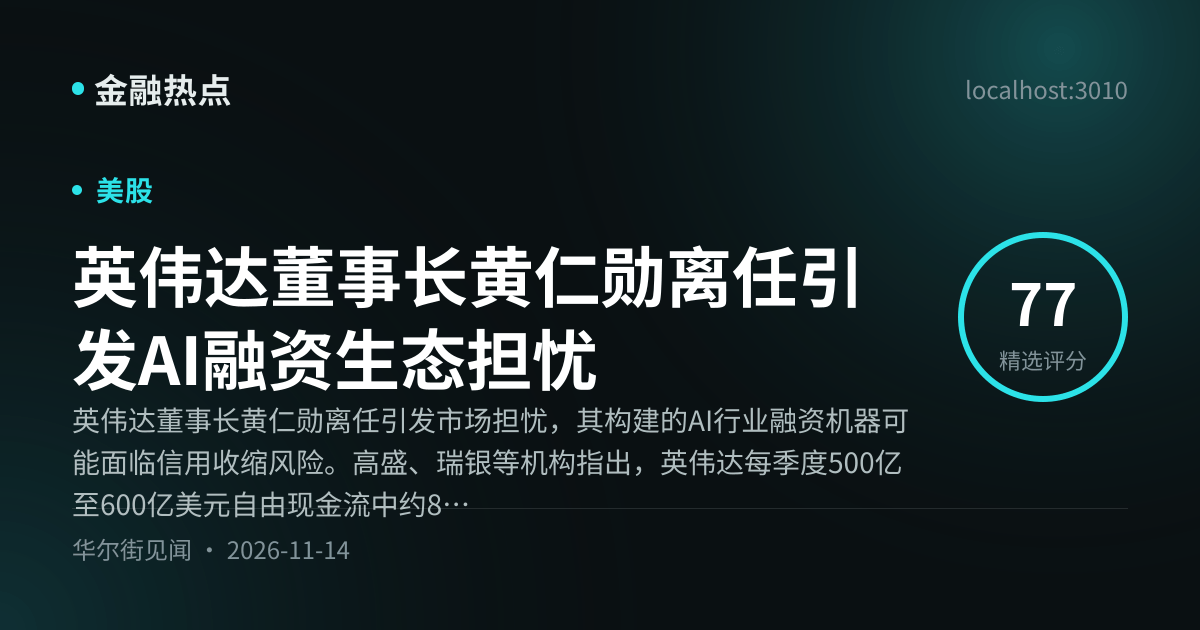 金融热点
localhost:3010
美股
英伟达董事长黄仁勋离任引
发AI融资生态担忧
77
精选评分
英伟达董事长黄仁勋离任引发市场担忧，其构建的AI行业融资机器可
能面临信用收缩风险。高盛、瑞银等机构指出，英伟达每季度500亿
至600亿美元自由现金流中约8…
华尔街见闻 • 2026-11-14